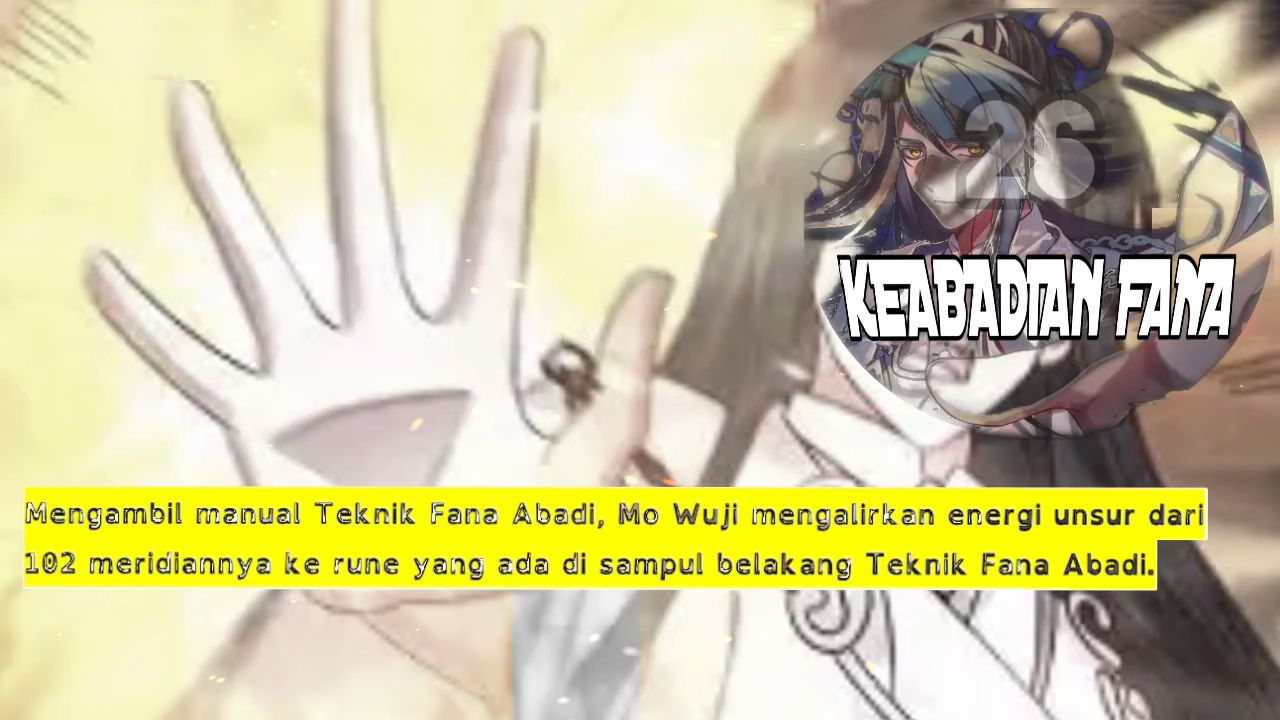 26
KEABADIAN FANA
Mengambil manual Teknik Fana Abadi, Mo Wuji mengalirkan energi unsur dari
102 meridiannya ke rune yang ada di sampul belakang Teknik Fana Abadi.